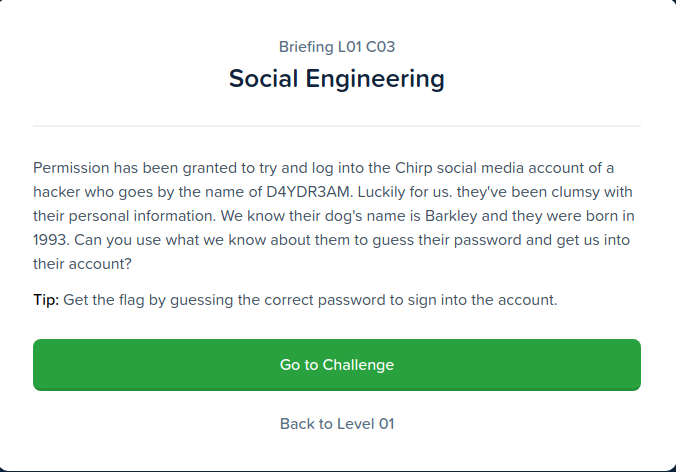 Briefing L01 C03
Social Engineering
Permission has been granted to try and log into the Chirp social media account of a
hacker who goes by the name of D4YDR3AM. Luckily for us. they've been clumsy with
their personal information. We know their dog's name is Barkley and they were born in
1993. Can you use what we know about them to guess their password and get us into
their account?
Tip: Get the flag by guessing the correct password to sign into the account.
Go to Challenge
Back to Level 01